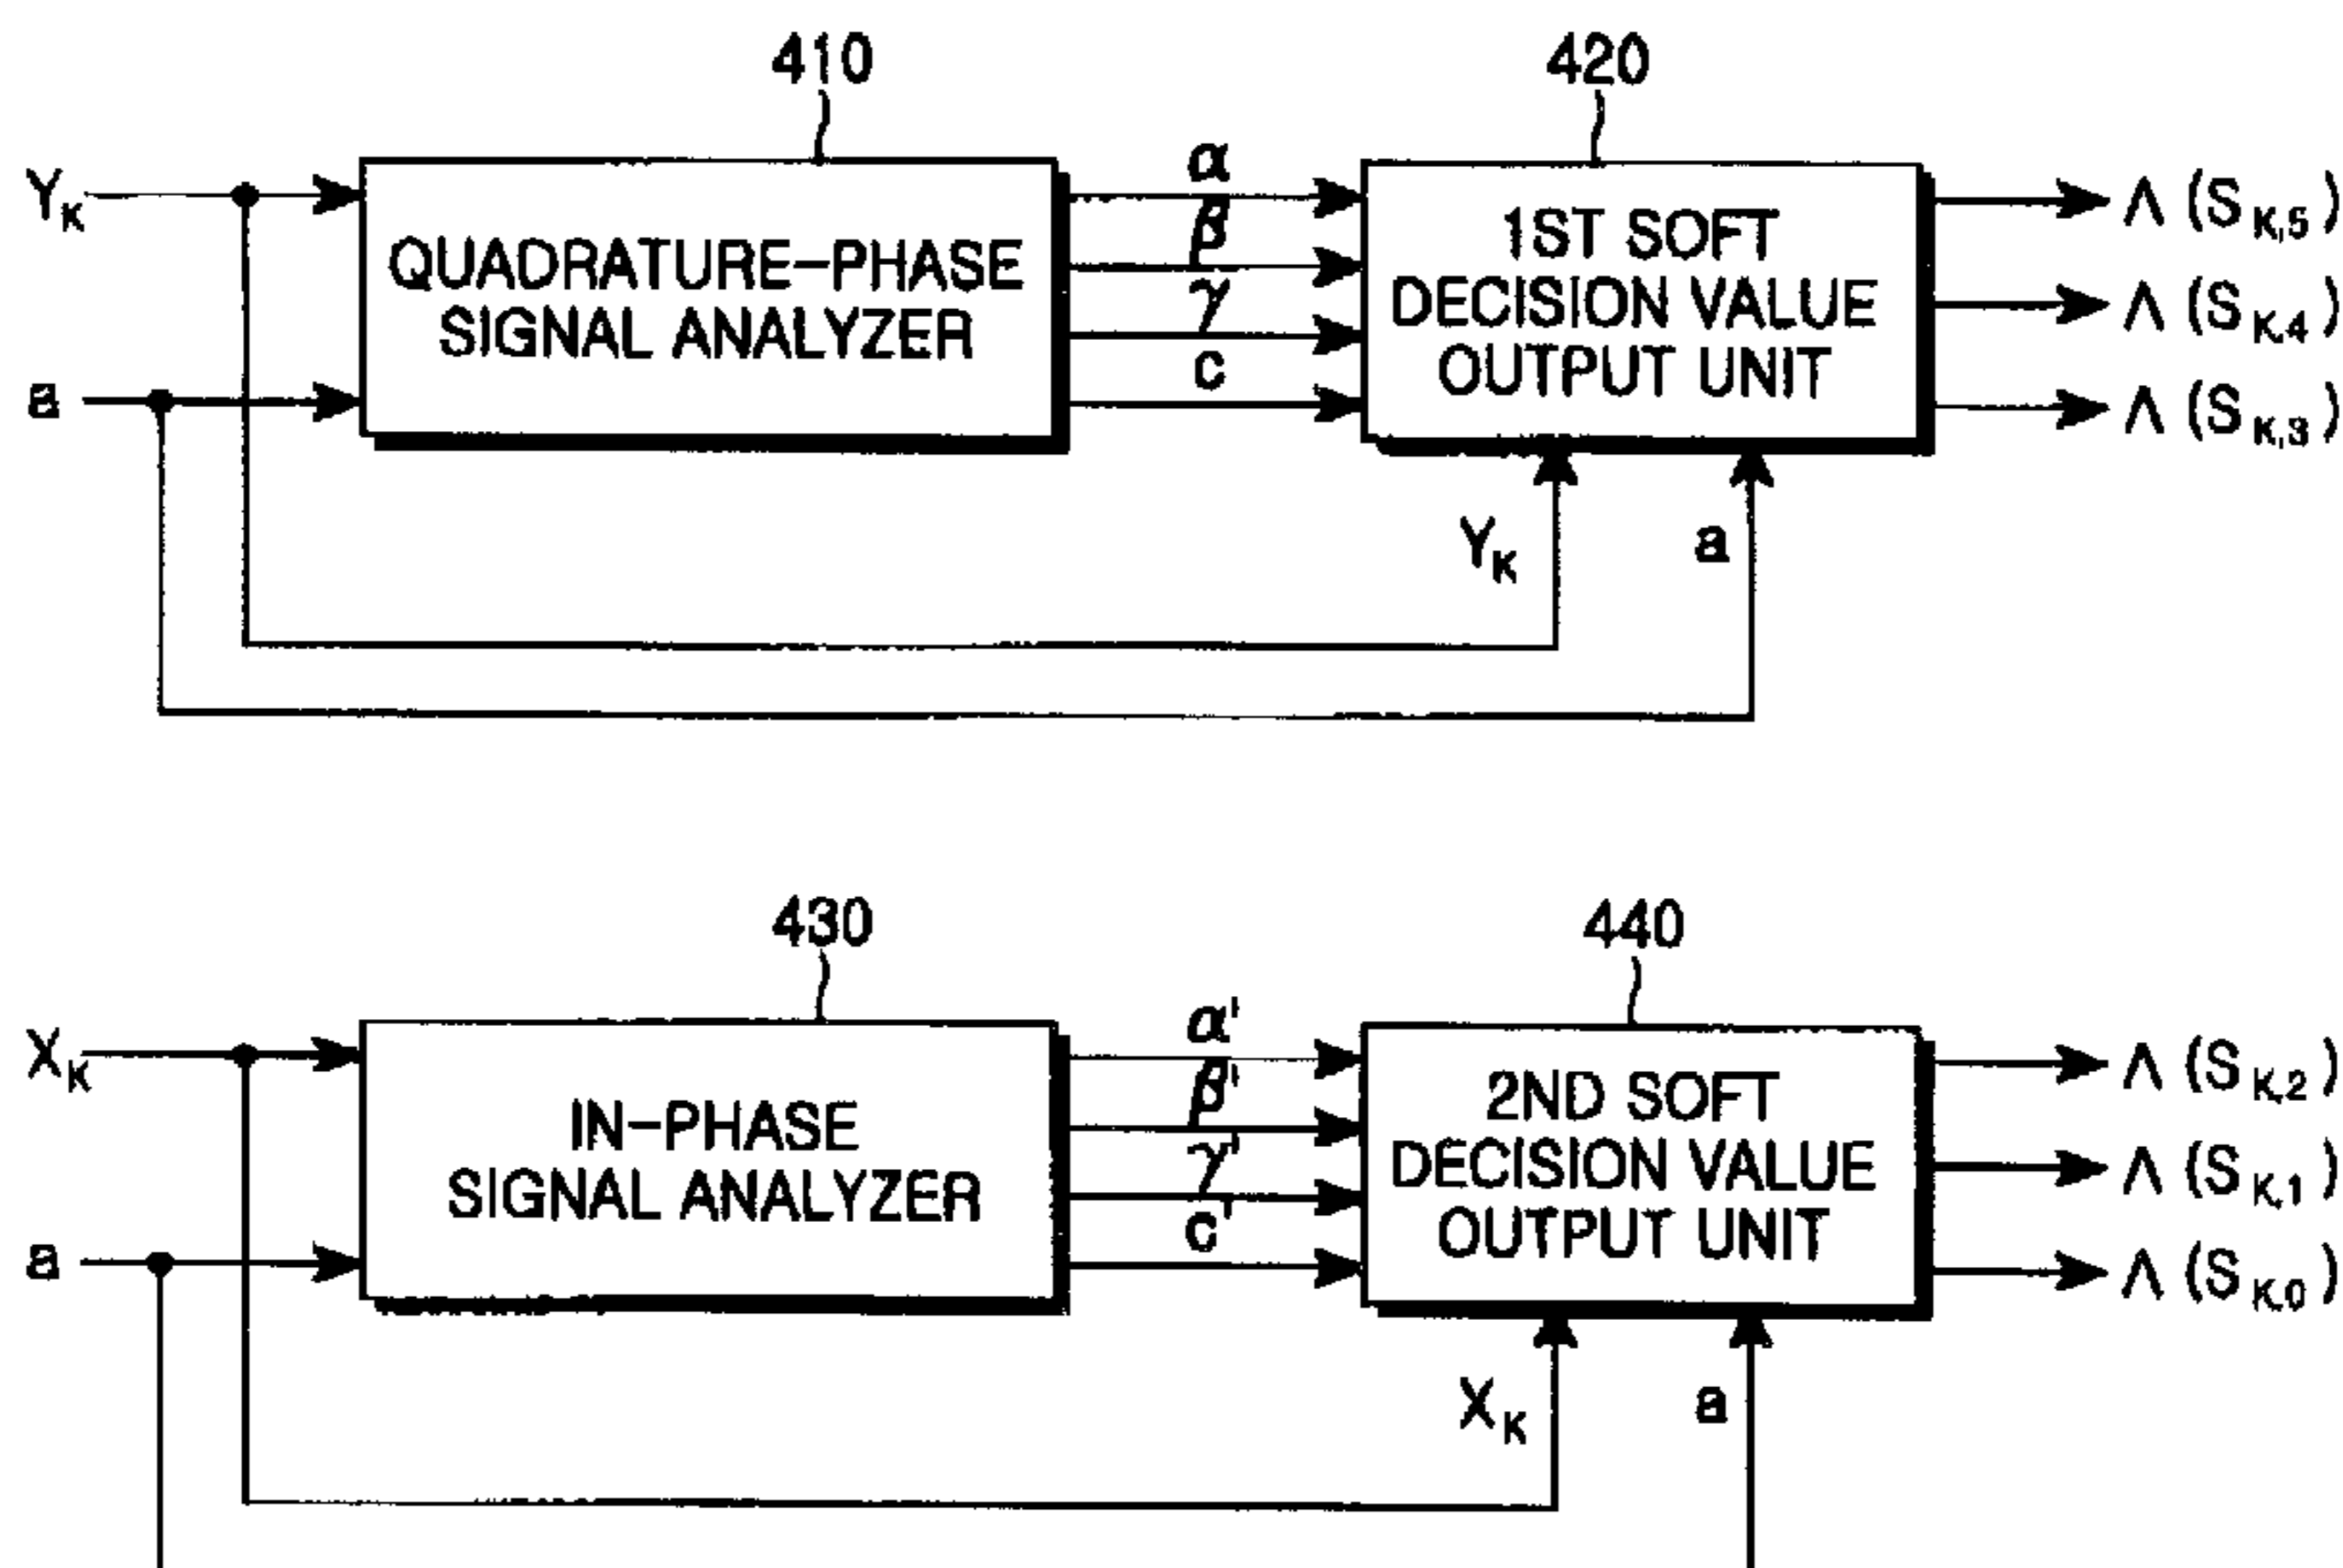 410
420
Y_K
a
QUADRATURE-PHASE
SIGNAL ANALYZER
α
β
γ
c
1ST SOFT
DECISION VALUE
OUTPUT UNIT
Λ (S_K,5)
Λ (S_K,4)
Λ (S_K,3)
Y_K
a
430
440
X_K
a
IN-PHASE
SIGNAL ANALYZER
α'
β'
γ'
c'
2ND SOFT
DECISION VALUE
OUTPUT UNIT
Λ (S_K,2)
Λ (S_K,1)
Λ (S_K,0)
X_K
a